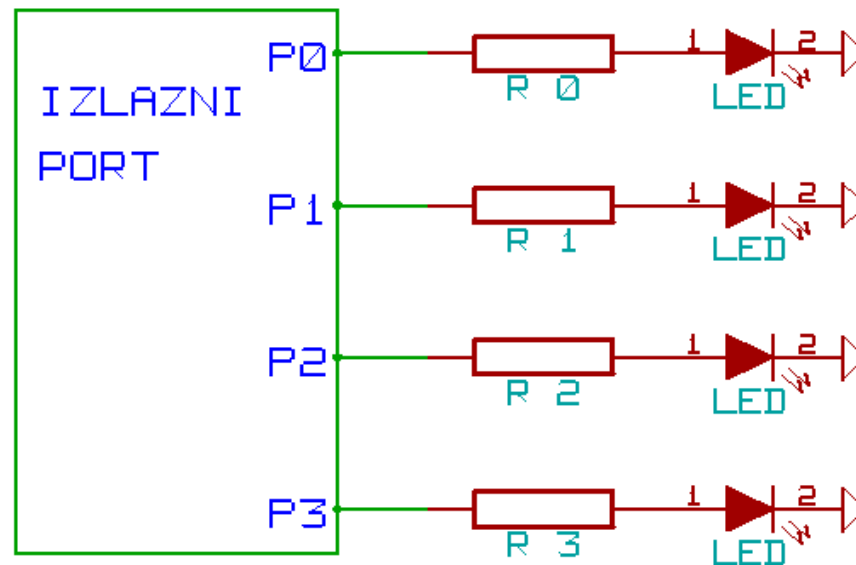 P0
IZLAZNI
PORT
1 2
R 0 LED
P1
1 2
R 1 LED
P2
1 2
R 2 LED
P3
1 2
R 3 LED